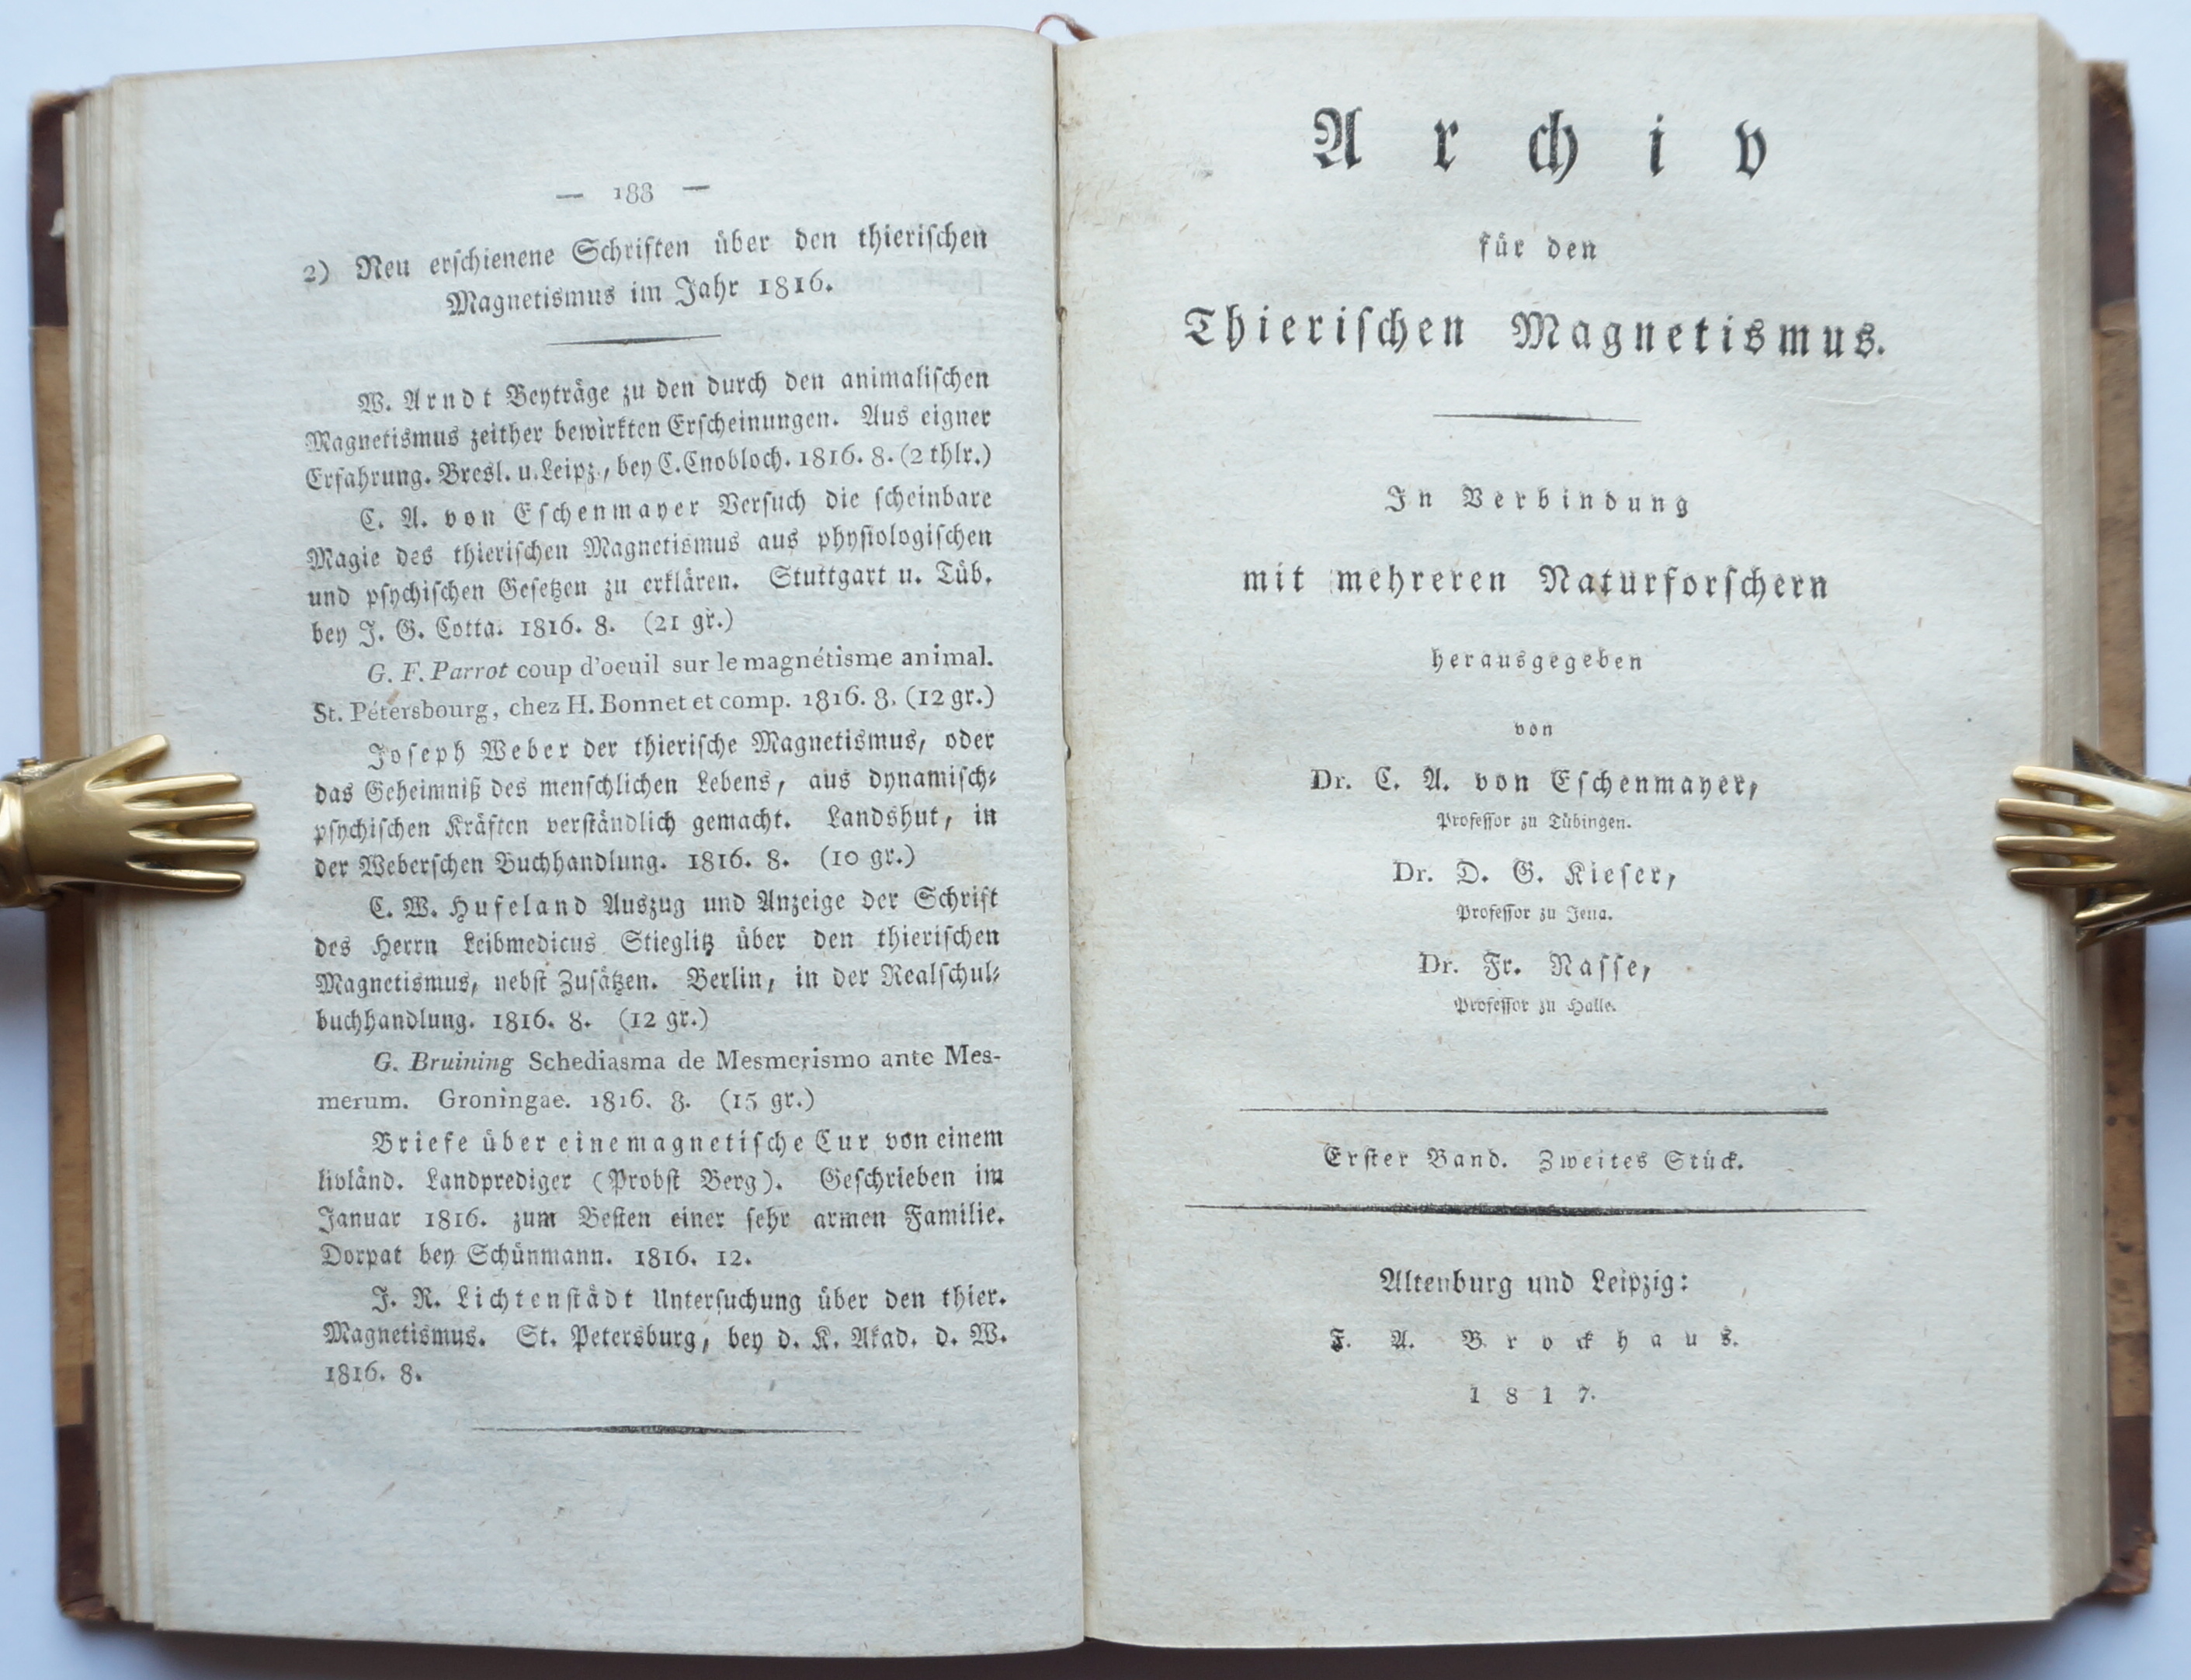 — 188 —
2) Neu erschienene Schriften über den thierischen
Magnetismus im Jahr 1816.
W. Arndt Beyträge zu den durch den animalischen
Magnetismus zeither bewirkten Erscheinungen. Aus eigner
Erfahrung. Bresl. u. Leipz., bey C. Cnobloch. 1816. 8. (2 thlr.)
C. A. von Eschenmayer Versuch die scheinbare
Magie des thierischen Magnetismus aus physiologischen
und psychischen Gesetzen zu erklären. Stuttgart u. Tüb.
bey J. G. Cotta. 1816. 8. (21 gr.)
G. F. Parrot coup d'oeuil sur le magnétisme animal.
St. Pétersbourg, chez H. Bonnet et comp. 1816. 8. (12 gr.)
Joseph Weber der thierische Magnetismus, oder
das Geheimniß des menschlichen Lebens, aus dynamisch-
psychischen Kräften verständlich gemacht. Landshut, in
der Weberschen Buchhandlung. 1816. 8. (10 gr.)
C. W. Hufeland Auszug und Anzeige der Schrift
des Herrn Leibmedicus Stieglitz über den thierischen
Magnetismus, nebst Zusätzen. Berlin, in der Realschul-
buchhandlung. 1816. 8. (12 gr.)
G. Bruining Schediasma de Mesmerismo ante Mes-
merum. Groningae. 1816. 8. (15 gr.)
Briefe über eine magnetische Cur von einem
livländ. Landprediger (Probst Berg). Geschrieben im
Januar 1816. zum Besten einer sehr armen Familie.
Dorpat bey Schünmann. 1816. 12.
J. R. Lichtenstädt Untersuchung über den thier.
Magnetismus. St. Petersburg, bey d. K. Akad. d. W.
1816. 8.
Archiv
für den
Thierischen Magnetismus.
In Verbindung
mit mehreren Naturforschern
herausgegeben
von
Dr. C. A. von Eschenmayer,
Professor zu Tübingen.
Dr. D. G. Kieser,
Professor zu Jena.
Dr. Fr. Nasse,
Professor zu Halle.
Erster Band. Zweites Stück.
Altenburg und Leipzig:
F. A. Brockhaus.
1817.